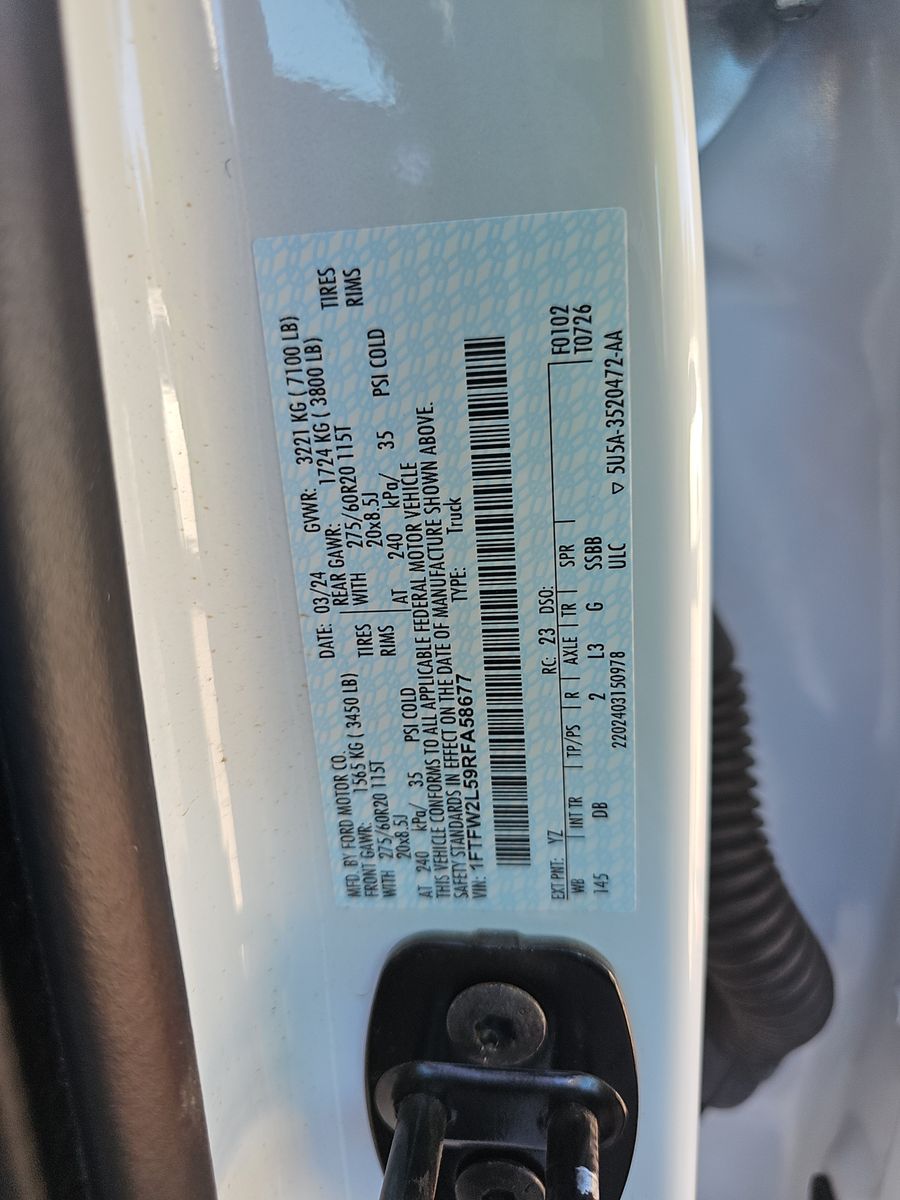 MFD. BY FORD MOTOR CO. DATE: 03/24 GVWR: 3221 KG ( 7100 LB)
FRONT GAWR: 1565 KG ( 3450 LB) REAR GAWR: 1724 KG ( 3800 LB)
WITH 275/60R20 115T TIRES WITH 275/60R20 115T TIRES
20x8.5J RIMS 20x8.5J RIMS
AT 240 kPa/ 35 PSI COLD AT 240 kPa/ 35 PSI COLD
THIS VEHICLE CONFORMS TO ALL APPLICABLE FEDERAL MOTOR VEHICLE
SAFETY STANDARDS IN EFFECT ON THE DATE OF MANUFACTURE SHOWN ABOVE.
VIN: 1FTFW2L59RFA58677 TYPE: Truck
EXT PNT: YZ RC: 23 DSO: F0102
WB INT TR TP/PS R AXLE TR SPR T0726
145 DB 2 L3 G SSBB
2202403150978 ULC ▽ 5U5A-3520472-AA